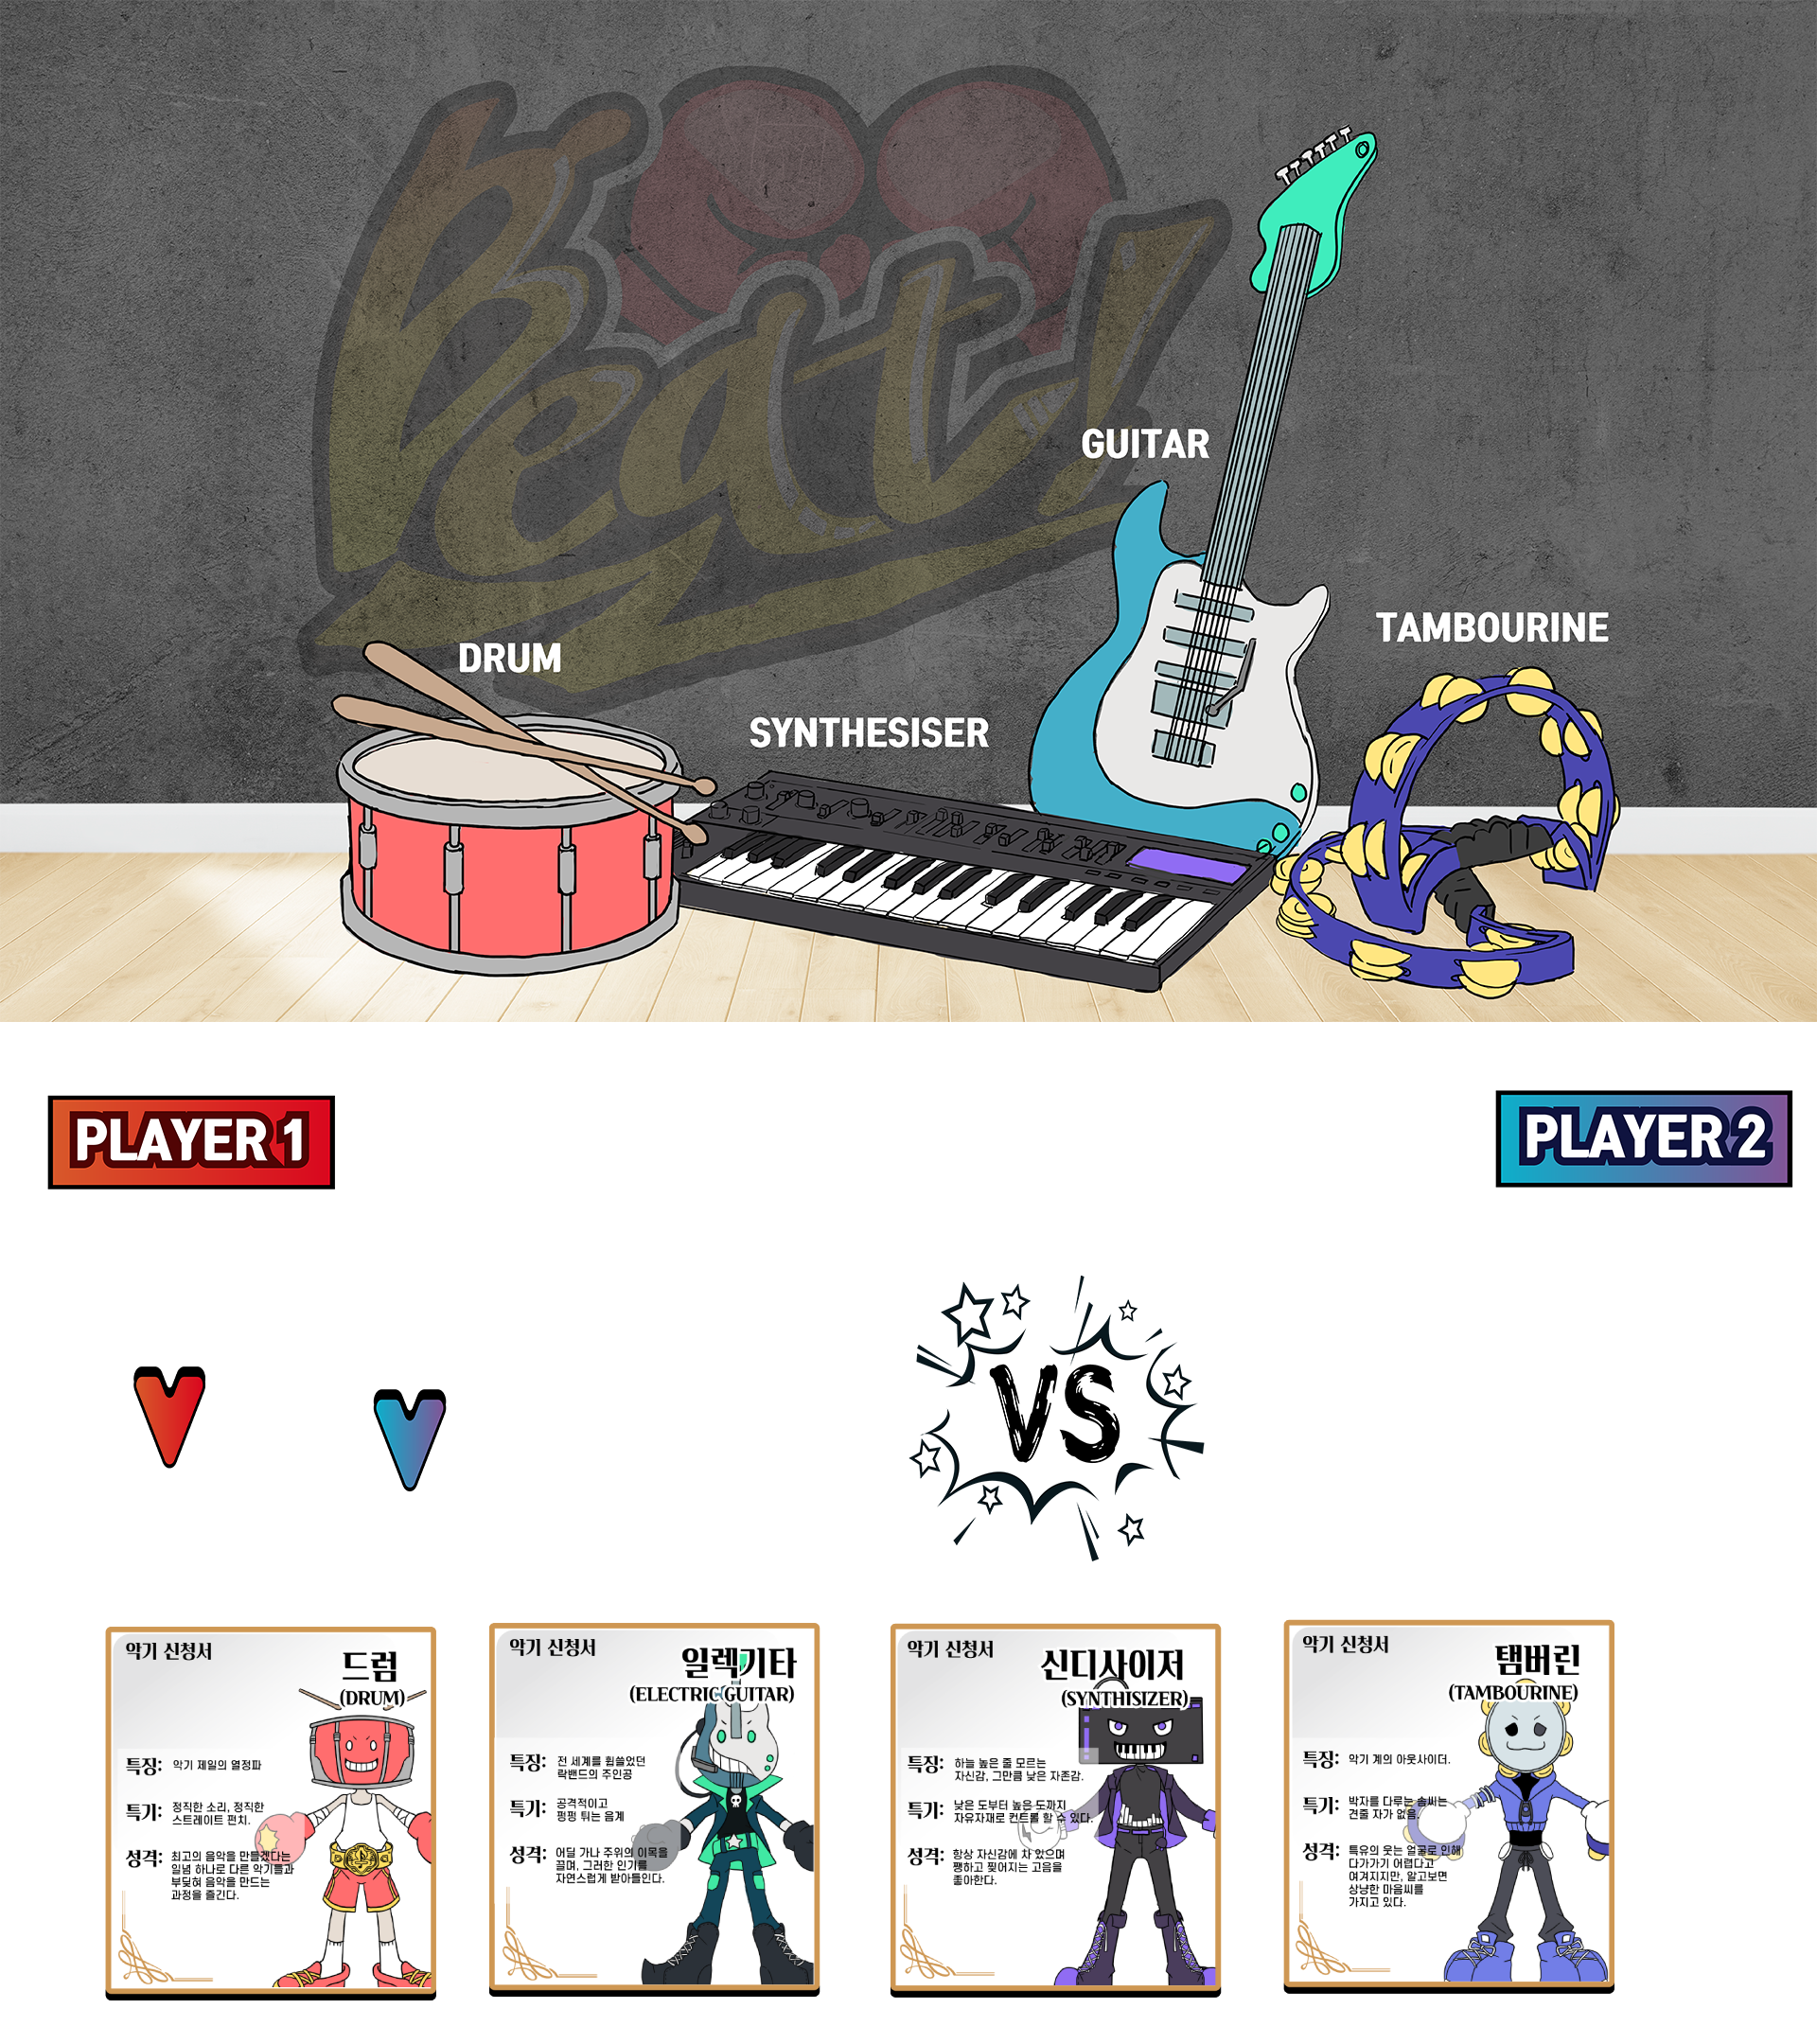 Beat!
GUITAR
TAMBOURINE
DRUM
SYNTHESISER
PLAYER 1
PLAYER 2
VS
악기 신청서
드럼
(DRUM)
특징: 악기 제일의 열정파
특기: 정직한 소리, 정직한
스트레이트 펀치.
성격: 최고의 음악을 만들겠다는
일념 하나로 다른 악기들과
부딪혀 음악을 만드는
과정을 즐긴다.
악기 신청서
일렉기타
(ELECTRIC GUITAR)
특징: 전 세계를 휩쓸었던
락밴드의 주인공
특기: 공격적이고
펑펑 튀는 음계
성격: 어딜 가나 주위의 이목을
끌며, 그러한 인기를
자연스럽게 받아들인다.
악기 신청서
신디사이저
(SYNTHISIZER)
특징: 하늘 높은 줄 모르는
자신감, 그만큼 낮은 자존감.
특기: 낮은 도부터 높은 도까지
자유자재로 컨트롤 할 수 있다.
성격: 항상 자신감에 차 있으며
쨍하고 찢어지는 고음을
좋아한다.
악기 신청서
탬버린
(TAMBOURINE)
특징: 악기 계의 아웃사이더.
특기: 박자를 다루는 솜씨는
견줄 자가 없음.
성격: 특유의 웃는 얼굴로 인해
다가가기 어렵다고
여겨지지만, 알고보면
상냥한 마음씨를
가지고 있다.